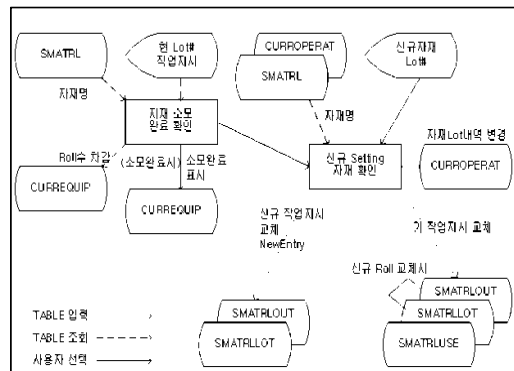 현 Lot#
작업지시
SMATRL
CURROPERAT
SMATRL
신규자재
Lot#
자재명
자재 소모
완료 확인
자재명
Roll수 차감
(소모완료시)
소모완료
표시
신규 Setting
자재 확인
자재Lot내역 변경
CURROPERAT
CURREQUIP
CURREQUIP
신규 작업지시
교체
NewEntry
기 작업지시 교체
신규 Roll 교체시
SMATRLOUT
SMATRLLOT
SMATRLOUT
SMATRLLOT
SMATRLUSE
TABLE 입력
TABLE 조회
사용자 선택